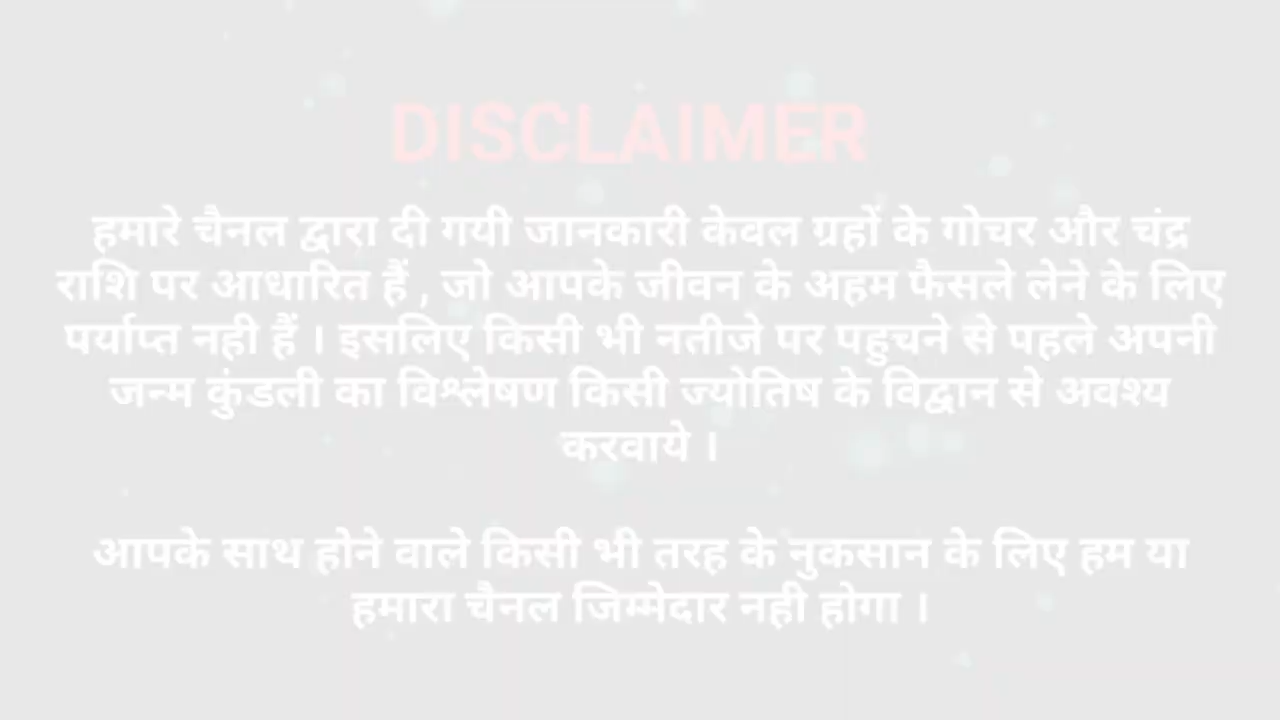 DISCLAIMER
हमारे चैनल द्वारा दी गयी जानकारी केवल ग्रहों के गोचर और चंद्र
राशि पर आधारित हैं , जो आपके जीवन के अहम फैसले लेने के लिए
पर्याप्त नही हैं । इसलिए किसी भी नतीजे पर पहुचने से पहले अपनी
जन्म कुंडली का विश्लेषण किसी ज्योतिष के विद्वान से अवश्य
करवाये ।
आपके साथ होने वाले किसी भी तरह के नुकसान के लिए हम या
हमारा चैनल जिम्मेदार नही होगा ।